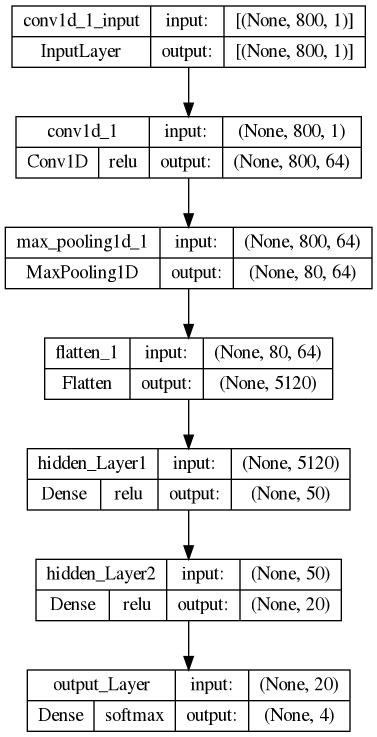 conv1d_1_input input: [(None, 800, 1)]
InputLayer output: [(None, 800, 1)]
conv1d_1 input: (None, 800, 1)
Conv1D relu output: (None, 800, 64)
max_pooling1d_1 input: (None, 800, 64)
MaxPooling1D output: (None, 80, 64)
flatten_1 input: (None, 80, 64)
Flatten output: (None, 5120)
hidden_Layer1 input: (None, 5120)
Dense relu output: (None, 50)
hidden_Layer2 input: (None, 50)
Dense relu output: (None, 20)
output_Layer input: (None, 20)
Dense softmax output: (None, 4)